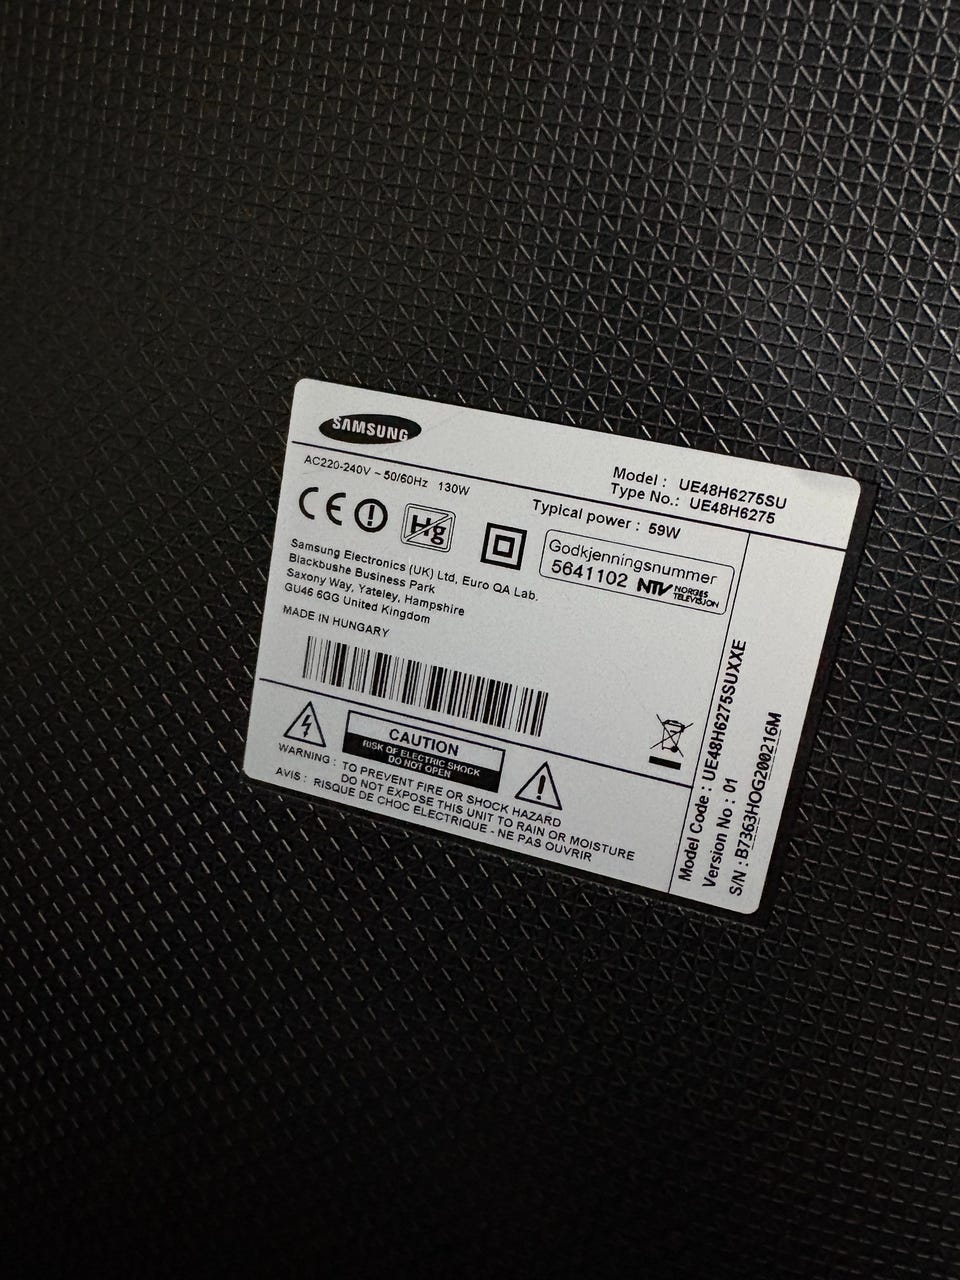 SAMSUNG
AC220-240V ~ 50/60Hz 130W
Model : UE48H6275SU
Type No.: UE48H6275
Typical power : 59W
CE
Hg
Godkjenningsnummer
5641102 NTV NORGES TELEVISJON
Samsung Electronics (UK) Ltd, Euro QA Lab.
Blackbushe Business Park
Saxony Way, Yateley, Hampshire
GU46 6GG United Kingdom
MADE IN HUNGARY
CAUTION
RISK OF ELECTRIC SHOCK
DO NOT OPEN
WARNING : TO PREVENT FIRE OR SHOCK HAZARD
DO NOT EXPOSE THIS UNIT TO RAIN OR MOISTURE
AVIS : RISQUE DE CHOC ELECTRIQUE - NE PAS OUVRIR
Model Code : UE48H6275SUXXE
Version No : 01
S/N : B7363HOG200216M